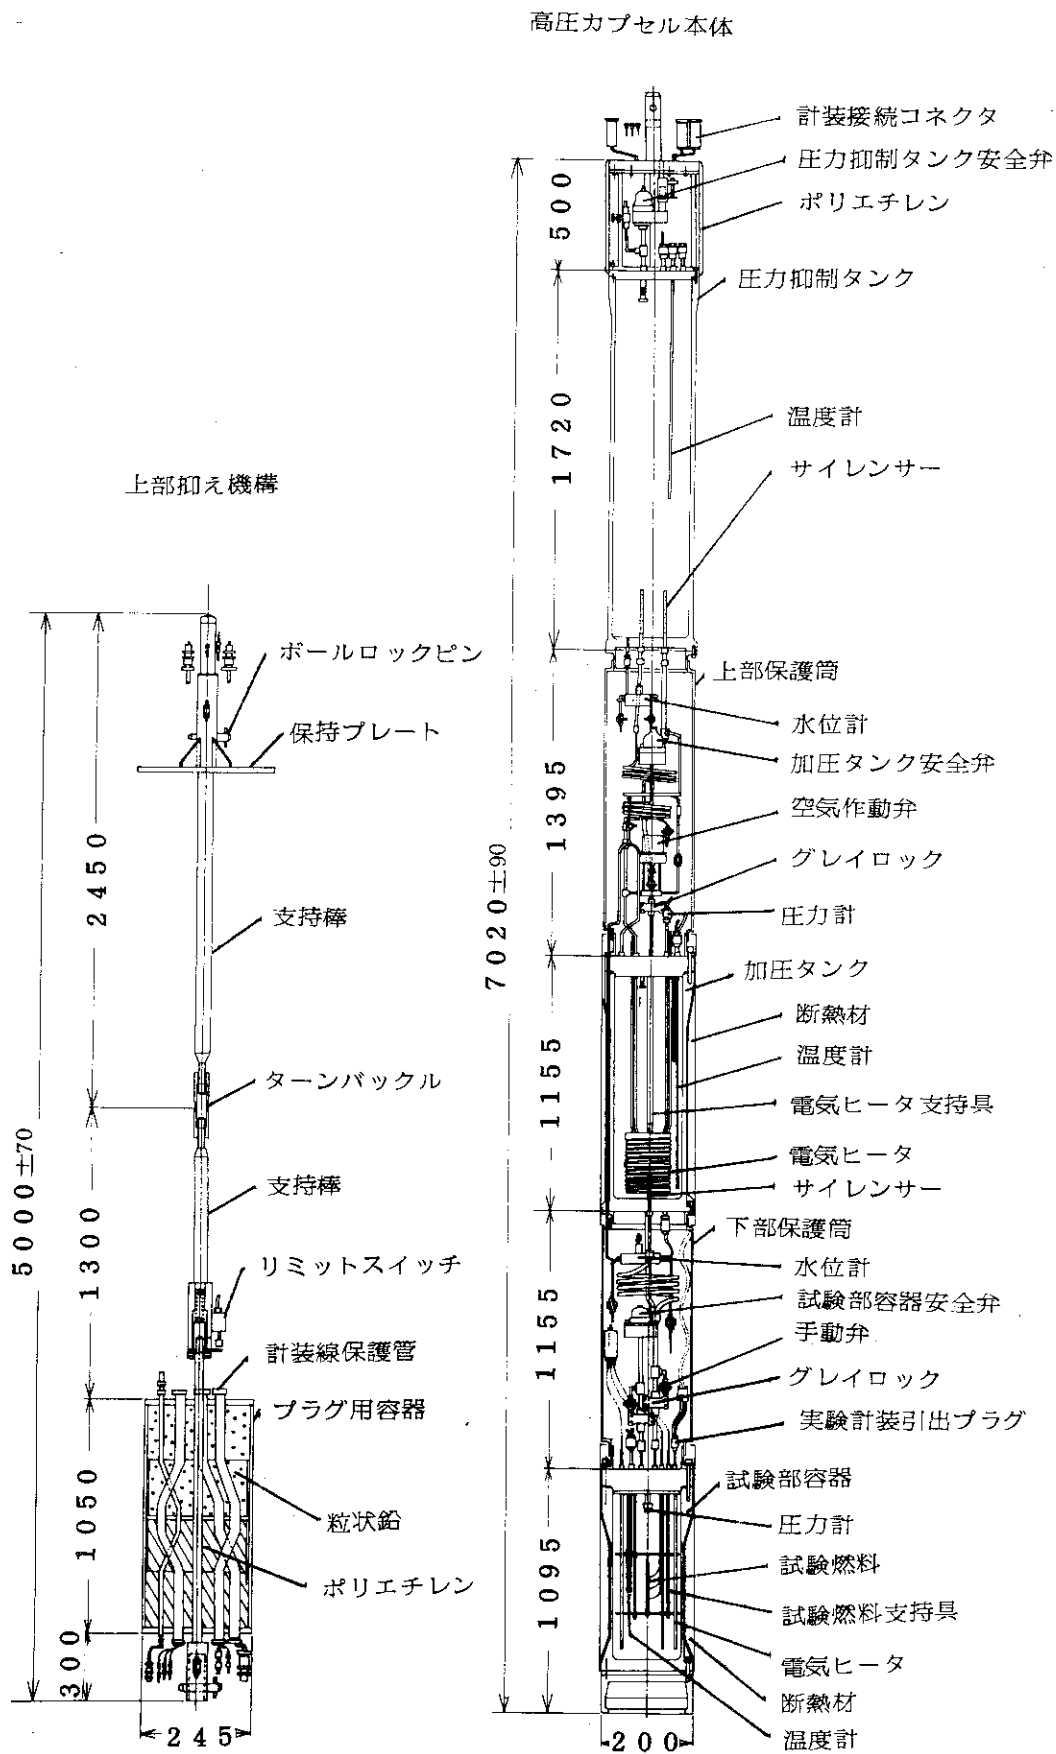 高圧カプセル本体
計装接続コネクタ
圧力抑制タンク安全弁
ポリエチレン
圧力抑制タンク
温度計
サイレンサー
上部保護筒
水位計
加圧タンク安全弁
空気作動弁
グレイロック
圧力計
加圧タンク
断熱材
温度計
電気ヒータ支持具
電気ヒータ
サイレンサー
下部保護筒
水位計
試験部容器安全弁
手動弁
グレイロック
実験計装引出プラグ
試験部容器
圧力計
試験燃料
試験燃料支持具
電気ヒータ
断熱材
温度計
500
1720
1395
1155
1155
1095
7020±90
200
上部抑え機構
ボールロックピン
保持プレート
支持棒
ターンバックル
支持棒
リミットスイッチ
計装線保護管
プラグ用容器
粒状鉛
ポリエチレン
2450
1300
1050
300
5000±70
245